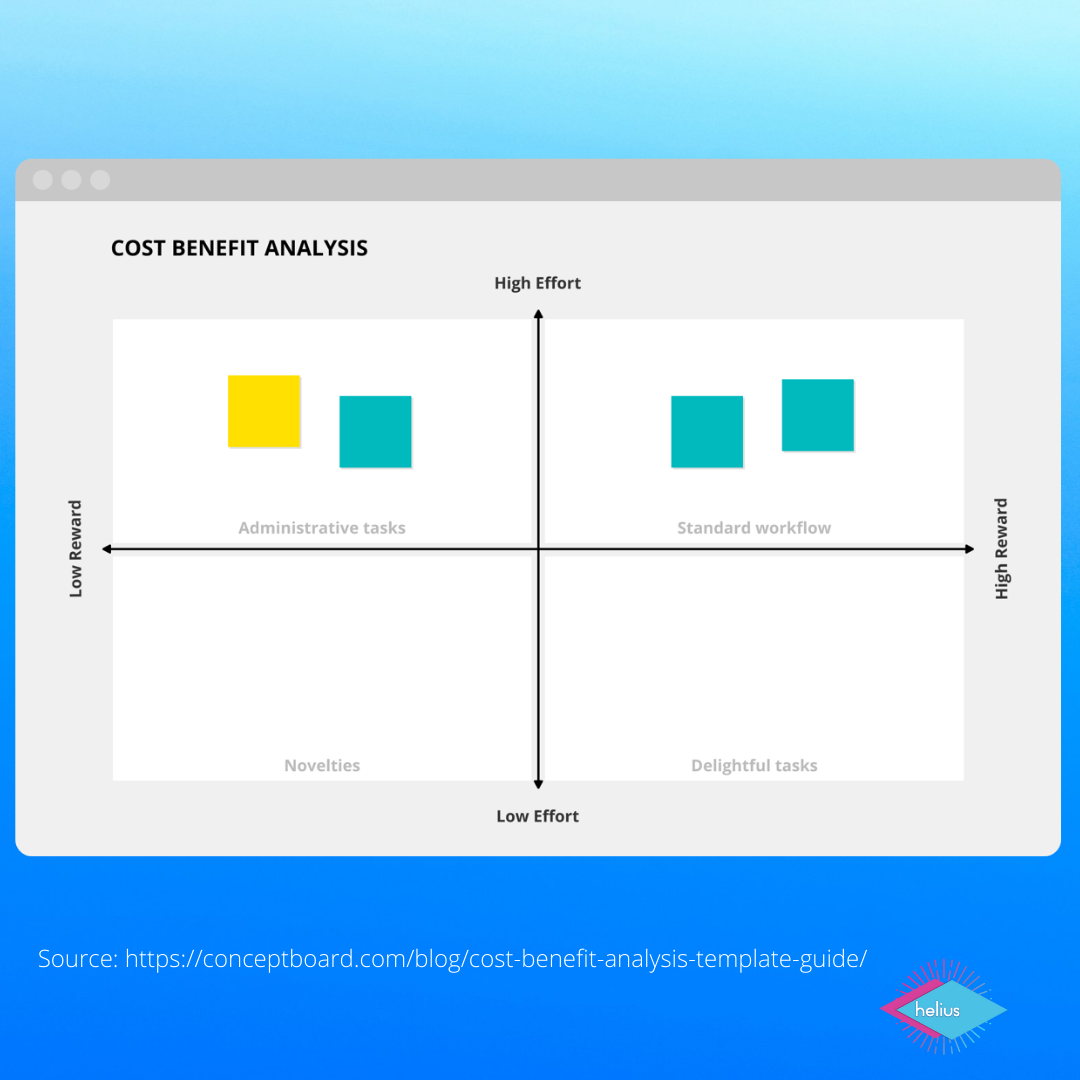 COST BENEFIT ANALYSIS
High Effort
Administrative tasks
Standard workflow
Low Reward
High Reward
Novelties
Delightful tasks
Low Effort
Source: https://conceptboard.com/blog/cost-benefit-analysis-template-guide/
helius